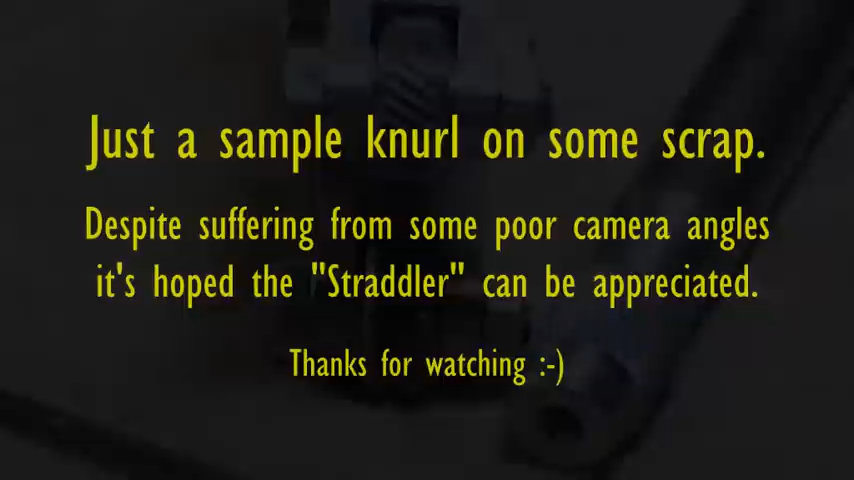 Just a sample knurl on some scrap.
Despite suffering from some poor camera angles
it's hoped the "Straddler" can be appreciated.
Thanks for watching :-)